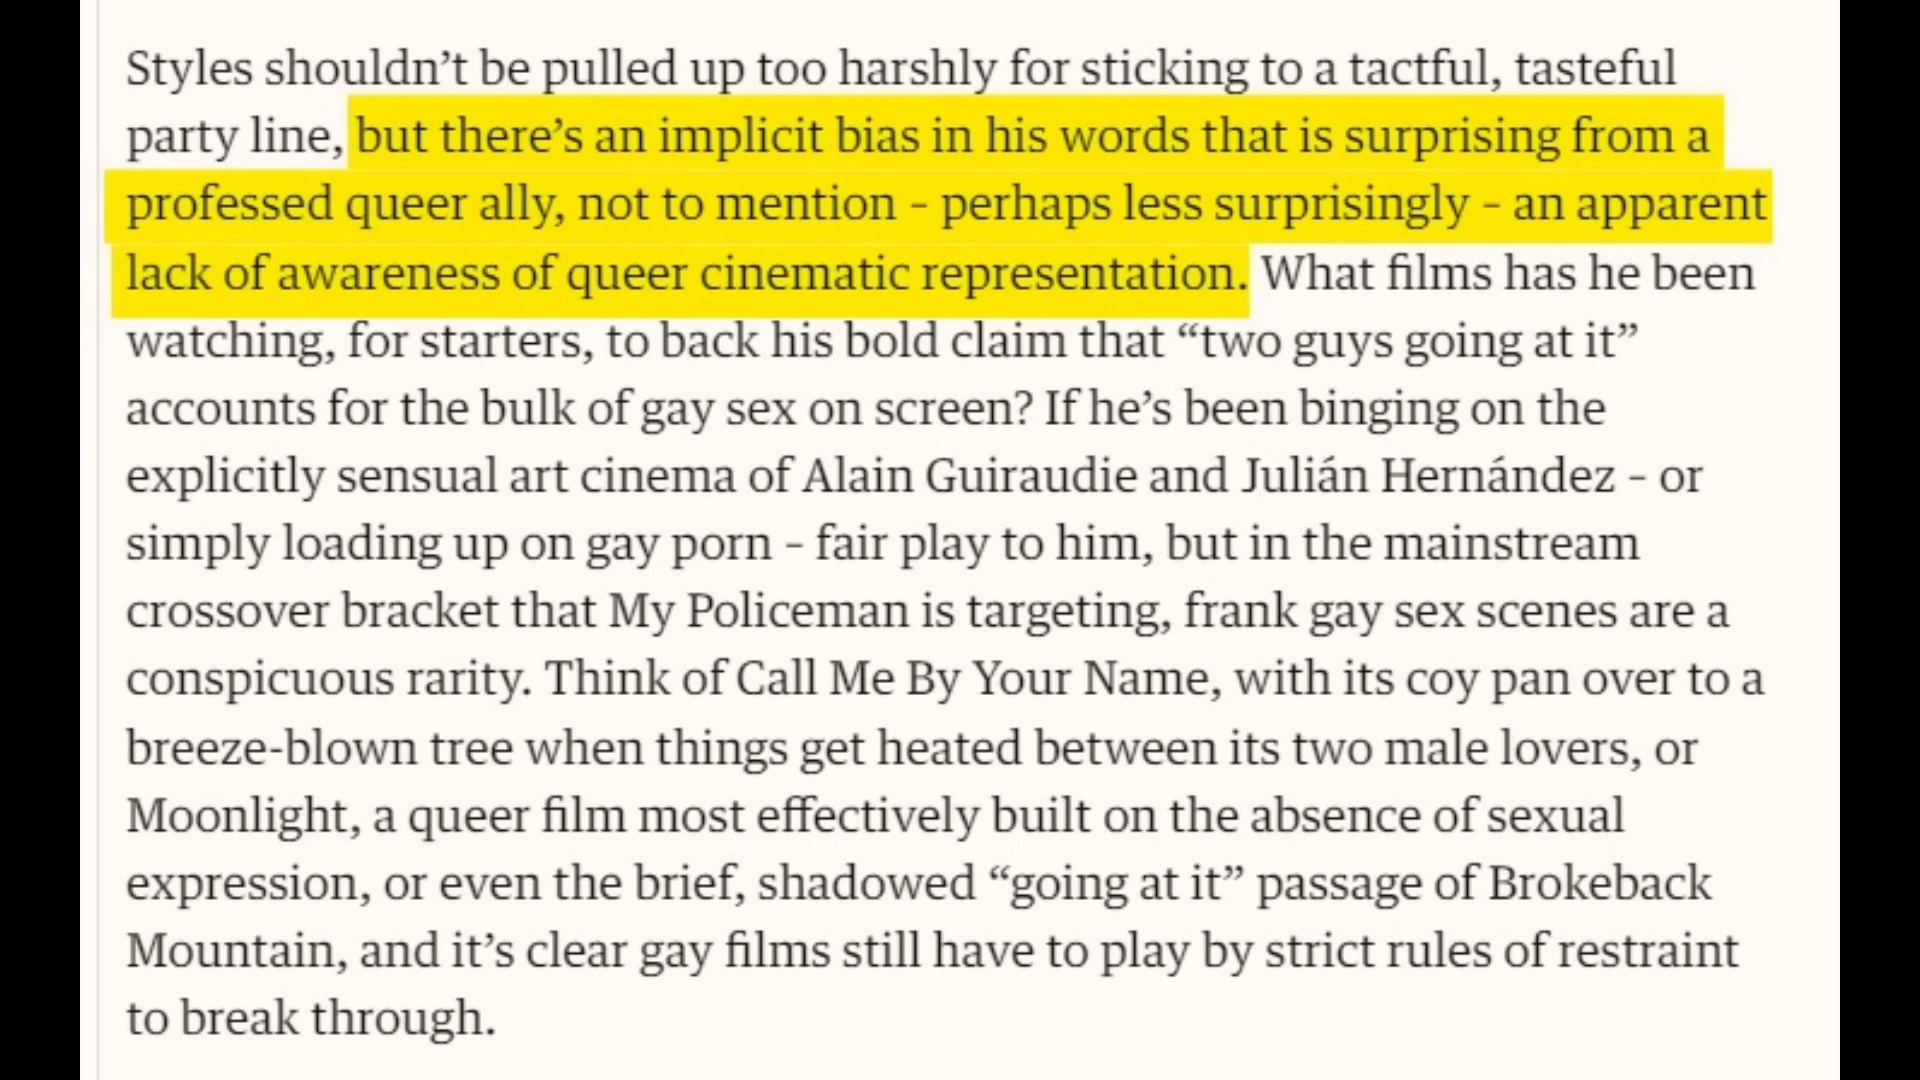 Styles shouldn’t be pulled up too harshly for sticking to a tactful, tasteful
party line, but there’s an implicit bias in his words that is surprising from a
professed queer ally, not to mention – perhaps less surprisingly – an apparent
lack of awareness of queer cinematic representation. What films has he been
watching, for starters, to back his bold claim that “two guys going at it”
accounts for the bulk of gay sex on screen? If he’s been binging on the
explicitly sensual art cinema of Alain Guiraudie and Julián Hernández – or
simply loading up on gay porn – fair play to him, but in the mainstream
crossover bracket that My Policeman is targeting, frank gay sex scenes are a
conspicuous rarity. Think of Call Me By Your Name, with its coy pan over to a
breeze-blown tree when things get heated between its two male lovers, or
Moonlight, a queer film most effectively built on the absence of sexual
expression, or even the brief, shadowed “going at it” passage of Brokeback
Mountain, and it’s clear gay films still have to play by strict rules of restraint
to break through.